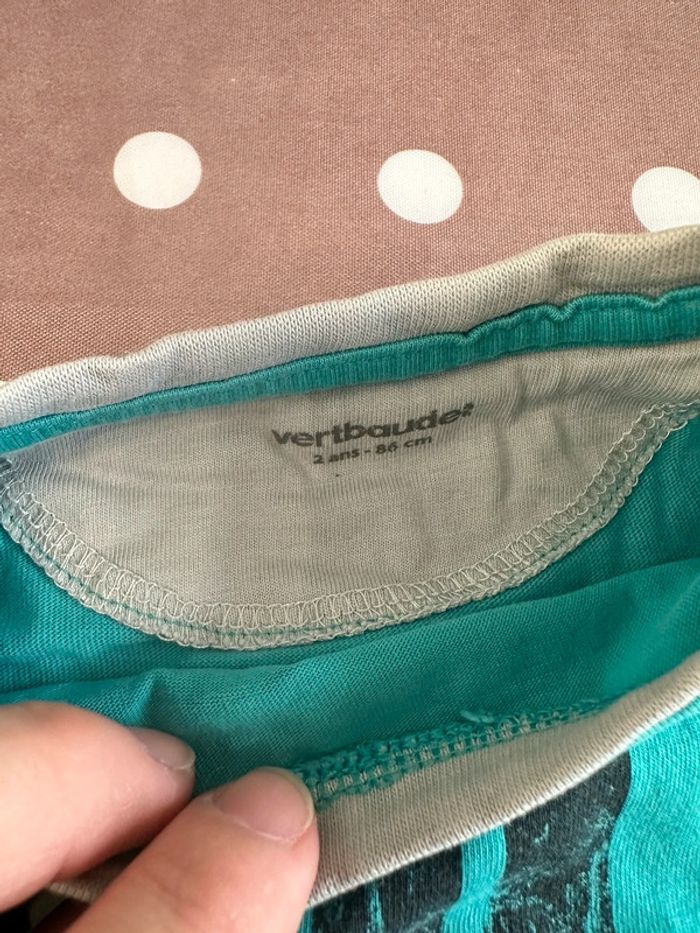 vertbaudet
2 ans - 86 cm